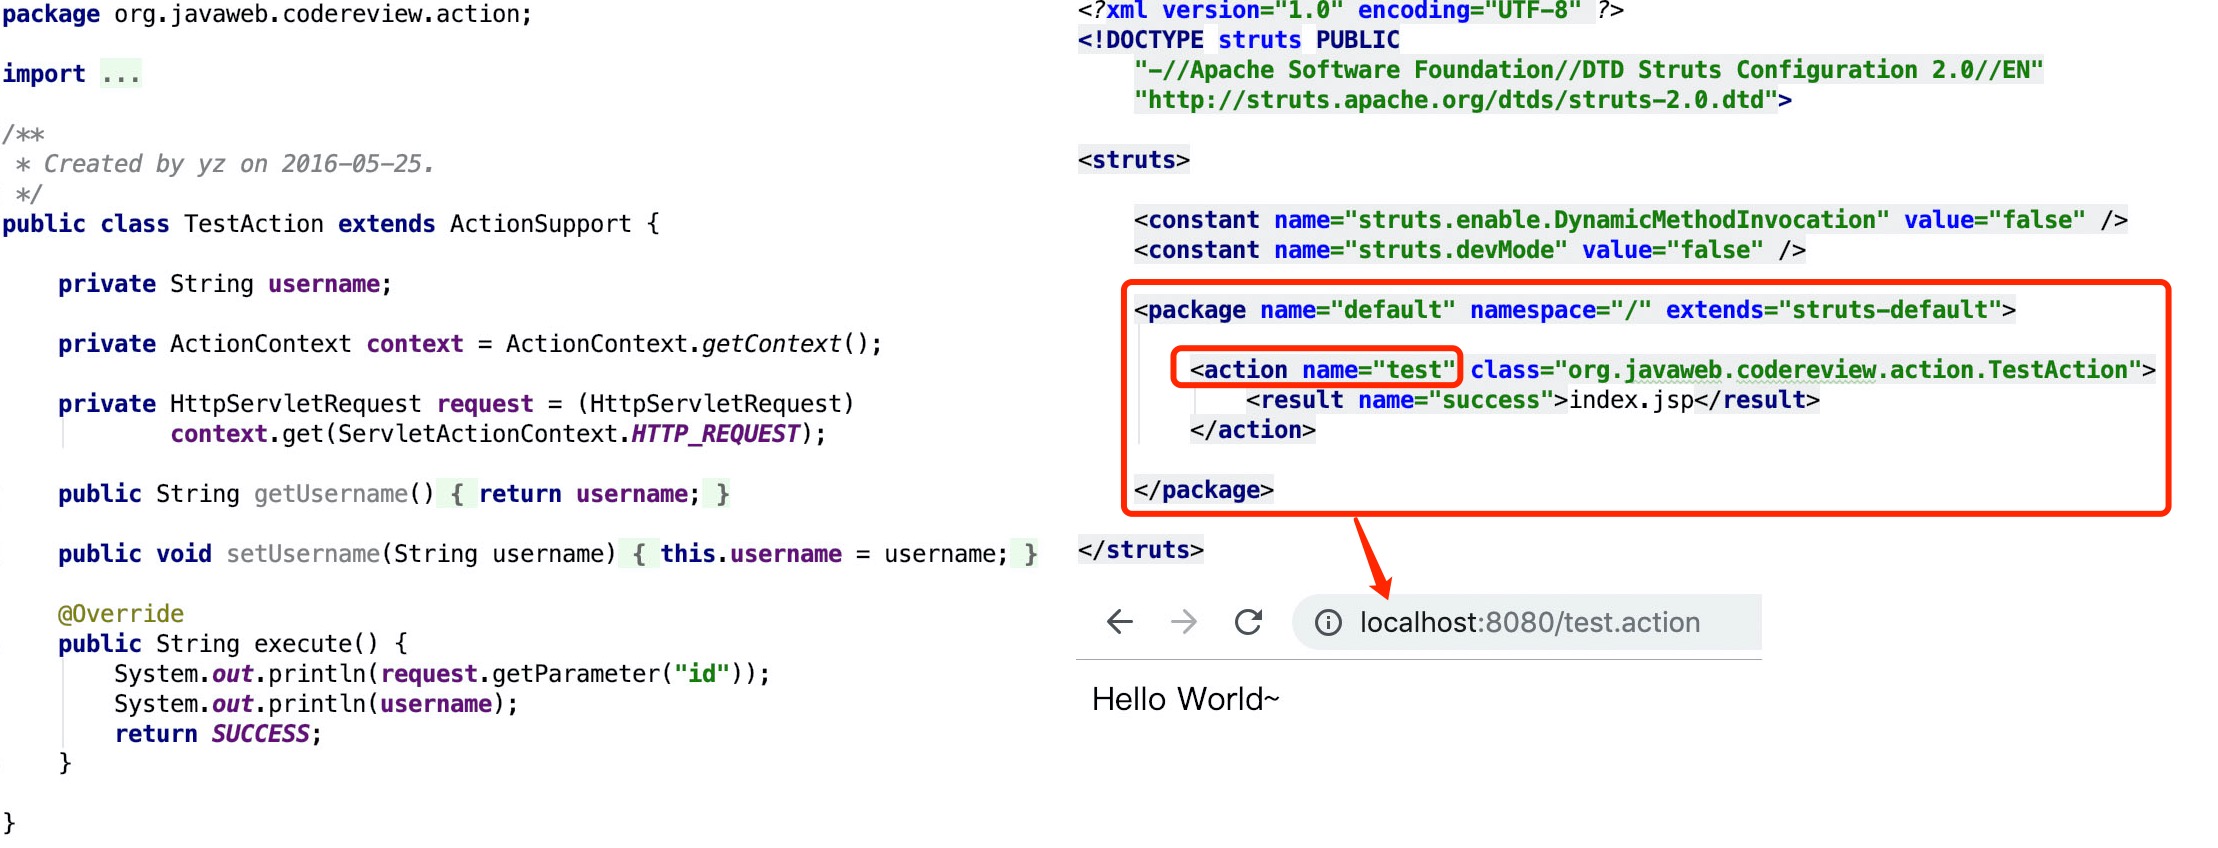 package org.javaweb.codereview.action;
import ...
/**
 * Created by yz on 2016-05-25.
 */
public class TestAction extends ActionSupport {
    private String username;
    private ActionContext context = ActionContext.getContext();
    private HttpServletRequest request = (HttpServletRequest)
            context.get(ServletActionContext.HTTP_REQUEST);
    public String getUsername() { return username; }
    public void setUsername(String username) { this.username = username; }
    @Override
    public String execute() {
        System.out.println(request.getParameter("id"));
        System.out.println(username);
        return SUCCESS;
    }
}
<?xml version="1.0" encoding="UTF-8" ?>
<!DOCTYPE struts PUBLIC
    "-//Apache Software Foundation//DTD Struts Configuration 2.0//EN"
    "http://struts.apache.org/dtds/struts-2.0.dtd">
<struts>
    <constant name="struts.enable.DynamicMethodInvocation" value="false" />
    <constant name="struts.devMode" value="false" />
    <package name="default" namespace="/" extends="struts-default">
        <action name="test" class="org.javaweb.codereview.action.TestAction">
            <result name="success">index.jsp</result>
        </action>
    </package>
</struts>
localhost:8080/test.action
Hello World~